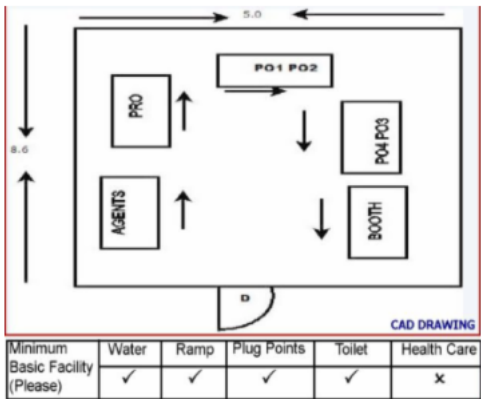 5.0
PO1 PO2
PRO
PO4 PO3
8.6
AGENTS
BOOTH
D
CAD DRAWING
Minimum Basic Facility (Please) Water Ramp Plug Points Toilet Health Care
✓ ✓ ✓ ✓ x